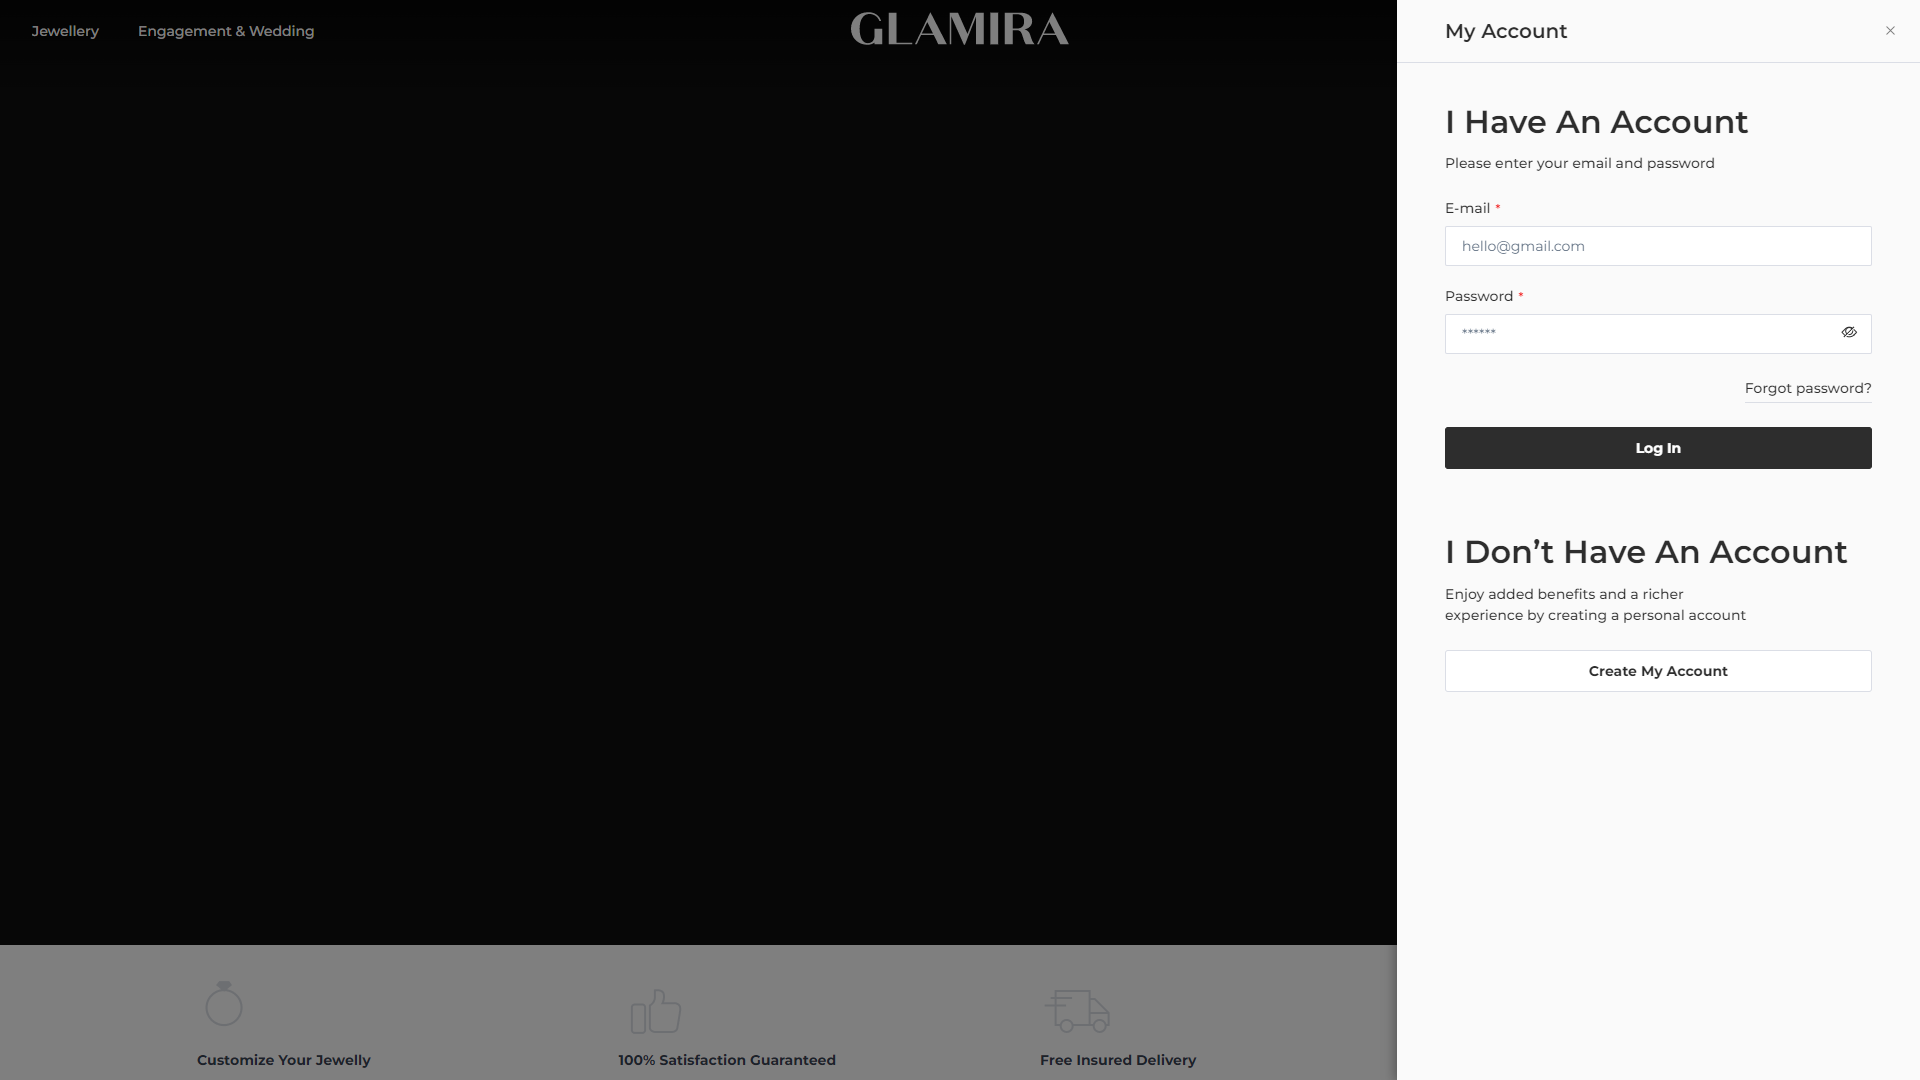 Jewellery
Engagement & Wedding
GLAMIRA
My Account
I Have An Account
Please enter your email and password
E-mail *
hello@gmail.com
Password *
******
Forgot password?
Log In
I Don’t Have An Account
Enjoy added benefits and a richer
experience by creating a personal account
Create My Account
Customize Your Jewelly
100% Satisfaction Guaranteed
Free Insured Delivery